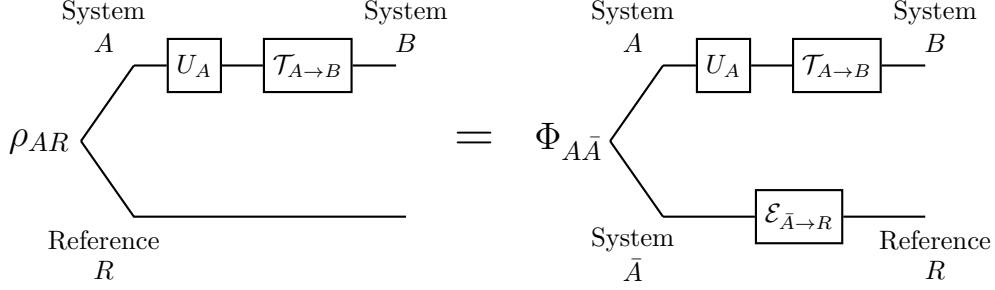 System System System System
A B A B
U_A 𝒯_{A→B} U_A 𝒯_{A→B}
ρ_{AR} = Φ_{AĀ}
ℰ_{Ā→R}
Reference System Reference
R Ā R